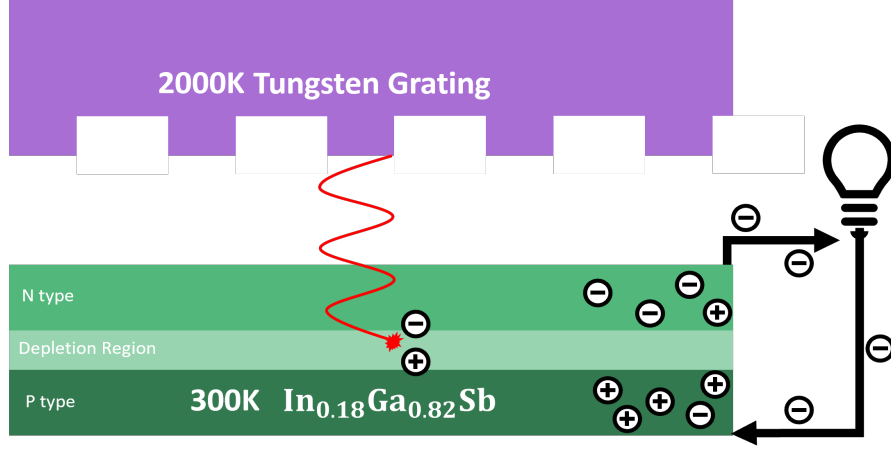 2000K Tungsten Grating
N type
Depletion Region
P type 300K In₀.₁₈Ga₀.₈₂Sb